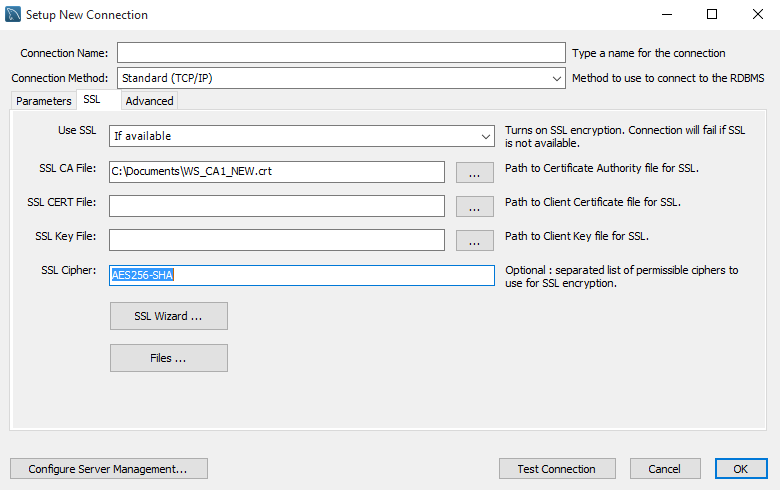 Setup New Connection
Connection Name:
Type a name for the connection
Connection Method: Standard (TCP/IP) Method to use to connect to the RDBMS
Parameters SSL Advanced
Use SSL If available Turns on SSL encryption. Connection will fail if SSL
is not available.
SSL CA File: C:\Documents\WS_CA1_NEW.crt ... Path to Certificate Authority file for SSL.
SSL CERT File: ... Path to Client Certificate file for SSL.
SSL Key File: ... Path to Client Key file for SSL.
SSL Cipher: AES256-SHA Optional : separated list of permissible ciphers to
use for SSL encryption.
SSL Wizard ...
Files ...
Configure Server Management... Test Connection Cancel OK